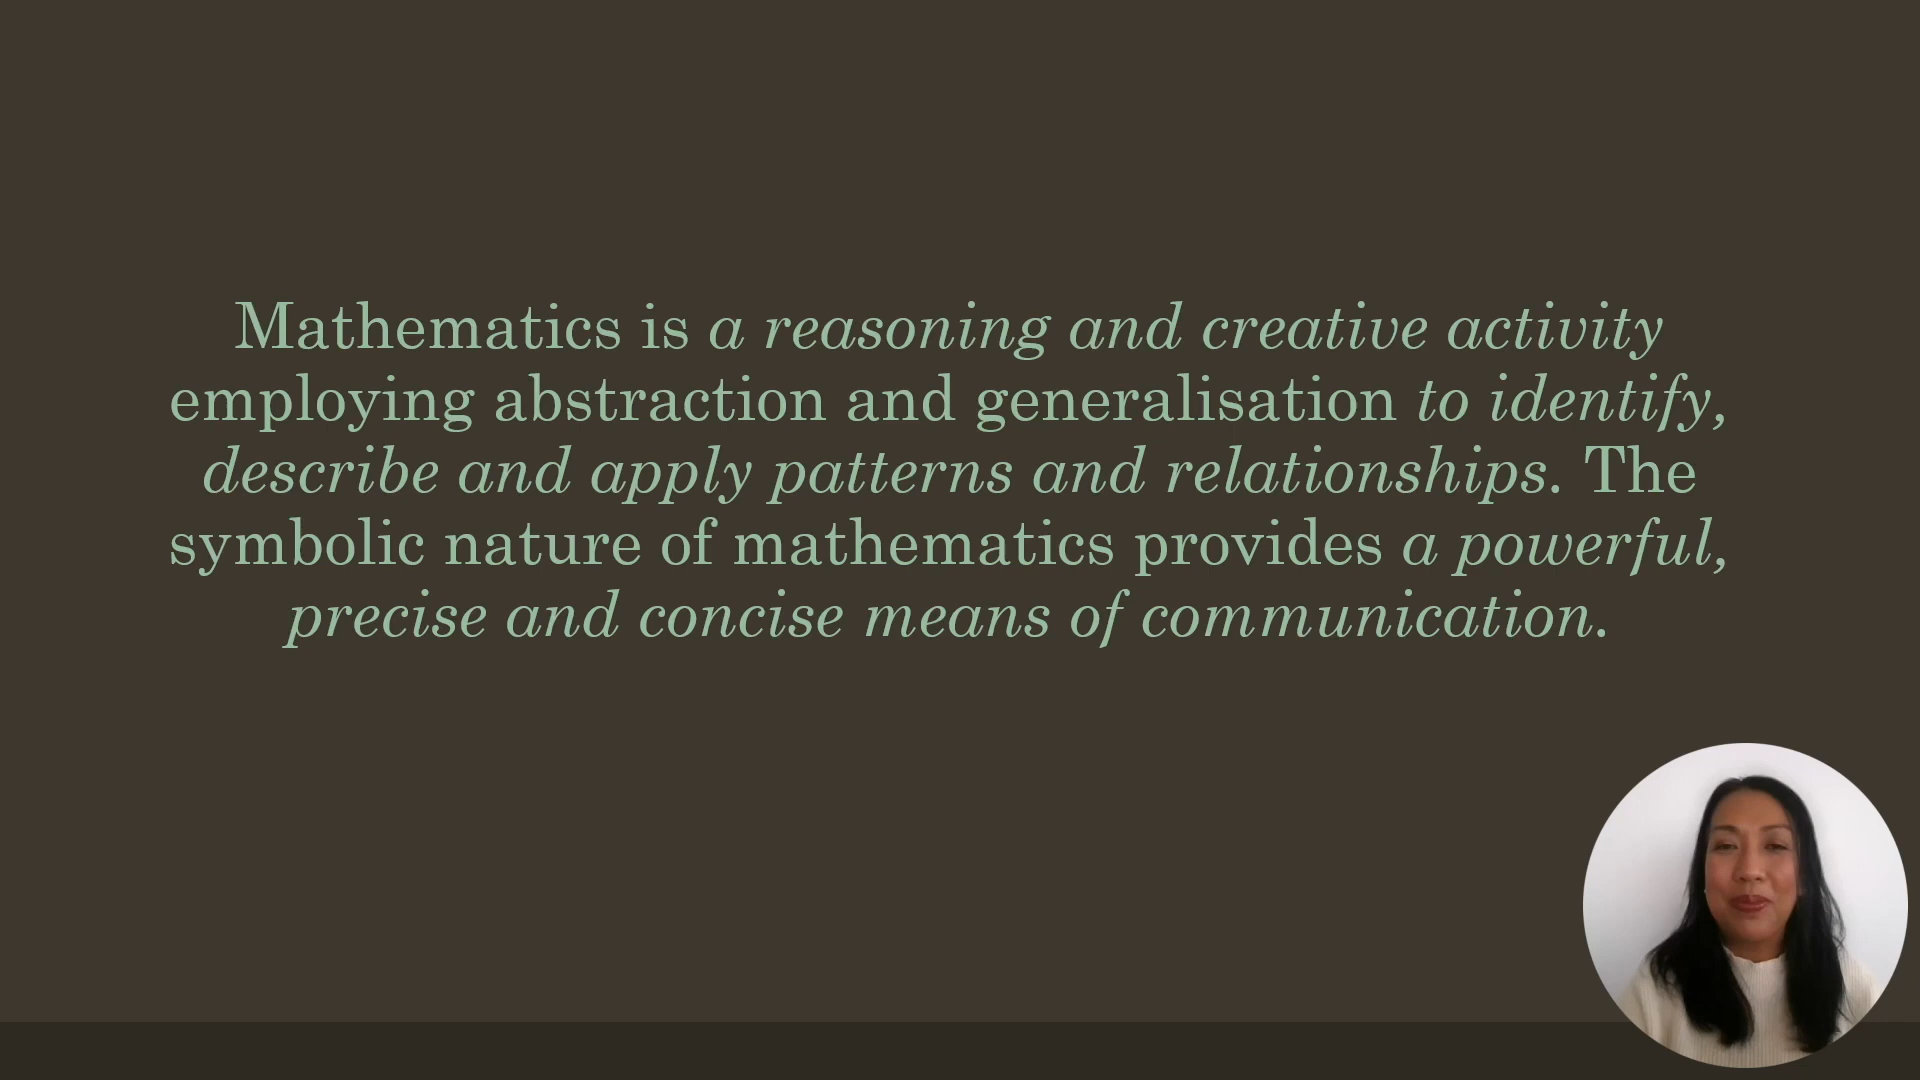 Mathematics is a reasoning and creative activity
employing abstraction and generalisation to identify,
describe and apply patterns and relationships. The
symbolic nature of mathematics provides a powerful,
precise and concise means of communication.